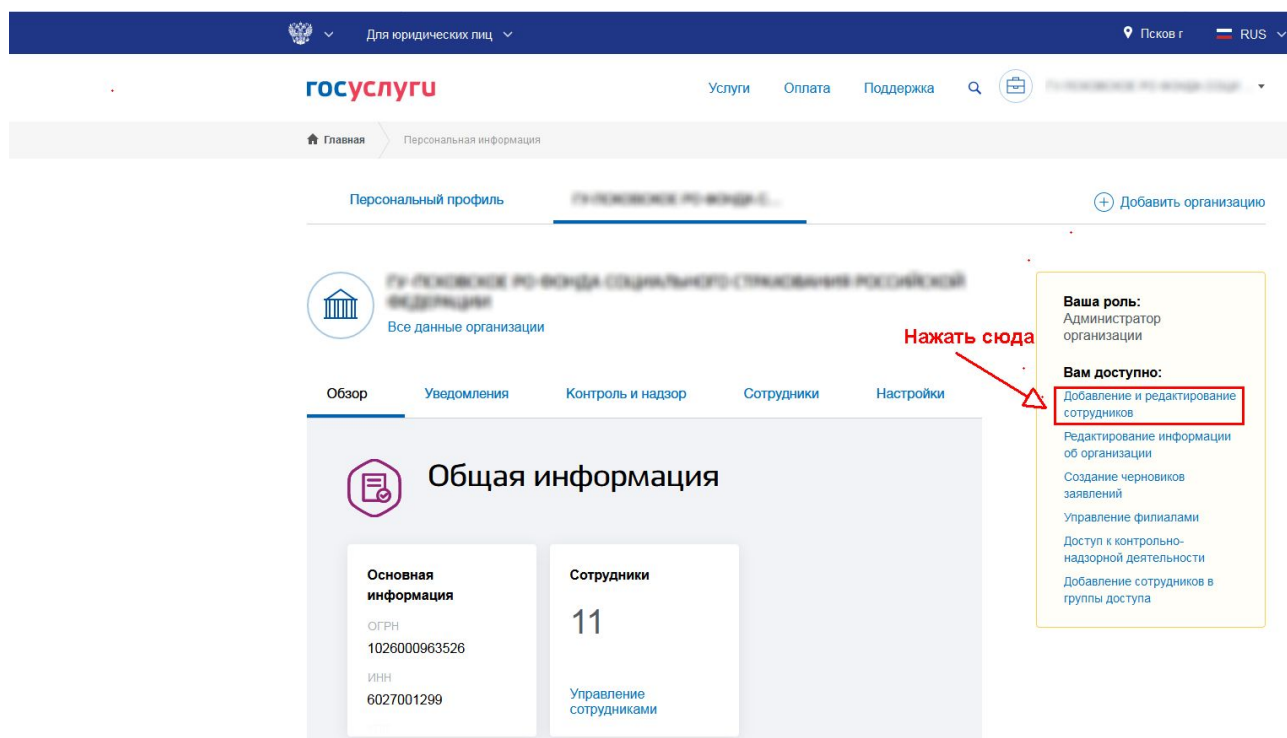 Для юридических лиц
Псков г
RUS
госуслуги
Услуги
Оплата
Поддержка
Главная
Персональная информация
Персональный профиль
Добавить организацию
Все данные организации
Нажать сюда
Ваша роль:
Администратор
организации
Вам доступно:
Добавление и редактирование
сотрудников
Редактирование информации
об организации
Создание черновиков
заявлений
Управление филиалами
Доступ к контрольно-
надзорной деятельности
Добавление сотрудников в
группы доступа
Обзор
Уведомления
Контроль и надзор
Сотрудники
Настройки
Общая информация
Основная
информация
ОГРН
1026000963526
ИНН
6027001299
Сотрудники
11
Управление
сотрудниками